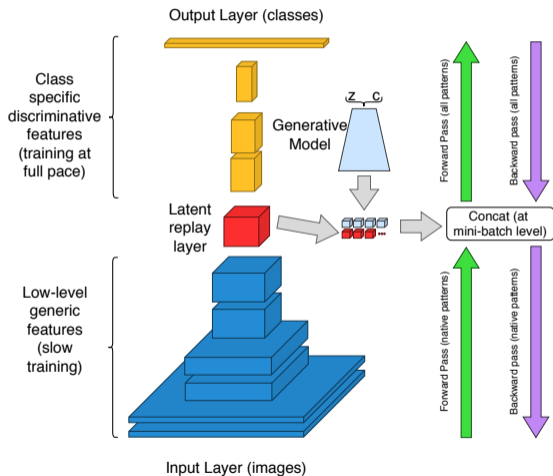 Output Layer (classes)
Class
specific
discriminative
features
(training at
full pace)
z c
Generative
Model
Forward Pass (all patterns)
Backward pass (all patterns)
Latent
replay
layer
...
Concat (at
mini-batch level)
Low-level
generic
features
(slow
training)
Forward Pass (native patterns)
Backward pass (native patterns)
Input Layer (images)